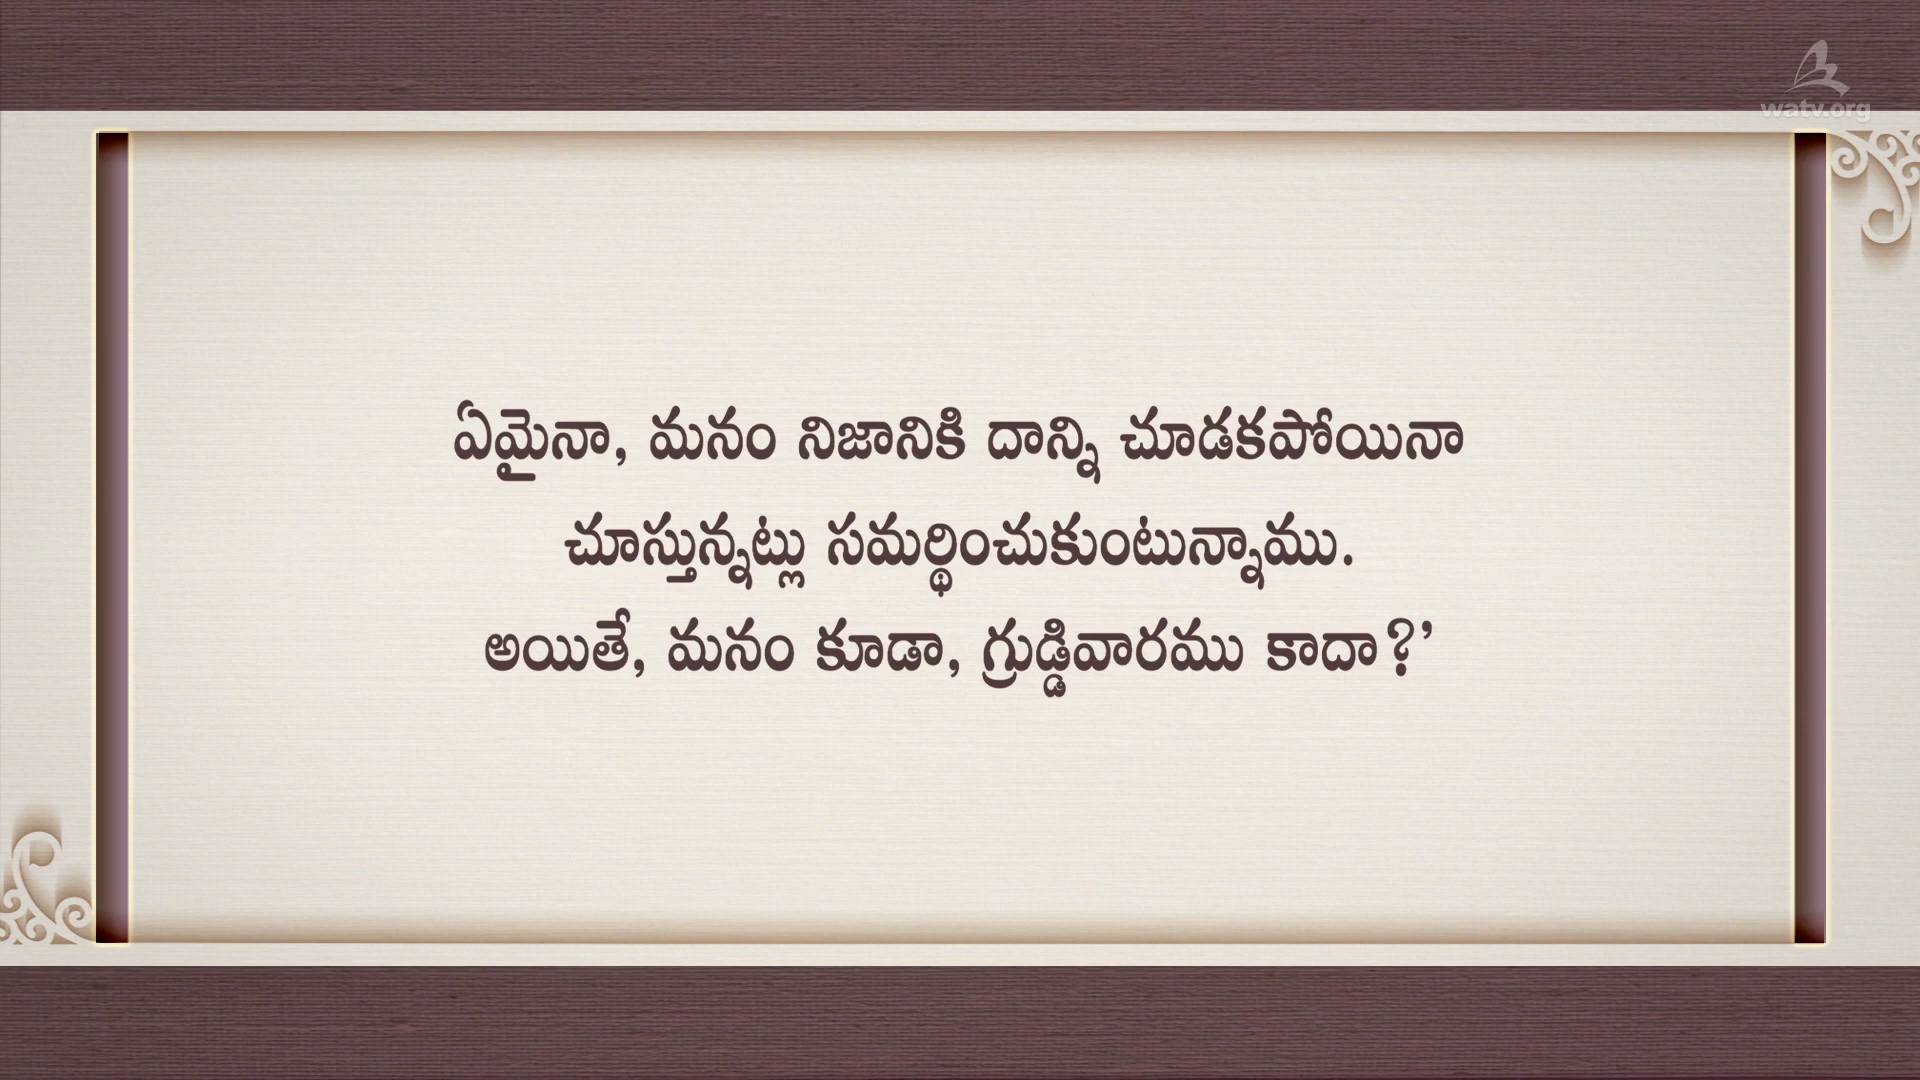 watv.org
ఏమైనా, మనం నిజానికి దాన్ని చూడకపోయినా
చూస్తున్నట్లు సమర్థించుకుంటున్నాము.
అయితే, మనం కూడా, గ్రుడ్డివారము కాదా?’